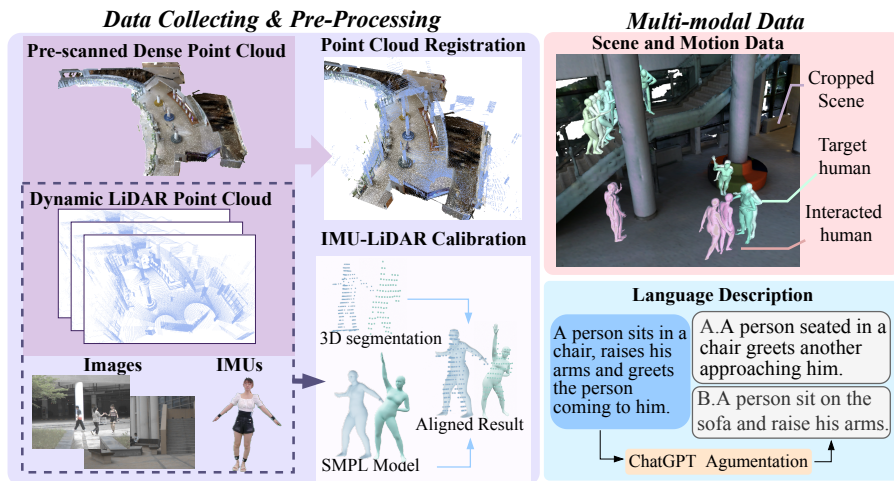 Data Collecting & Pre-Processing
Pre-scanned Dense Point Cloud
Dynamic LiDAR Point Cloud
Images
IMUs
Point Cloud Registration
IMU-LiDAR Calibration
3D segmentation
Aligned Result
SMPL Model
Multi-modal Data
Scene and Motion Data
Cropped
Scene
Target
human
Interacted
human
Language Description
A person sits in a
chair, raises his
arms and greets
the person
coming to him.
A.A person seated in a
chair greets another
approaching him.
B.A person sit on the
sofa and raise his arms.
ChatGPT Agumentation